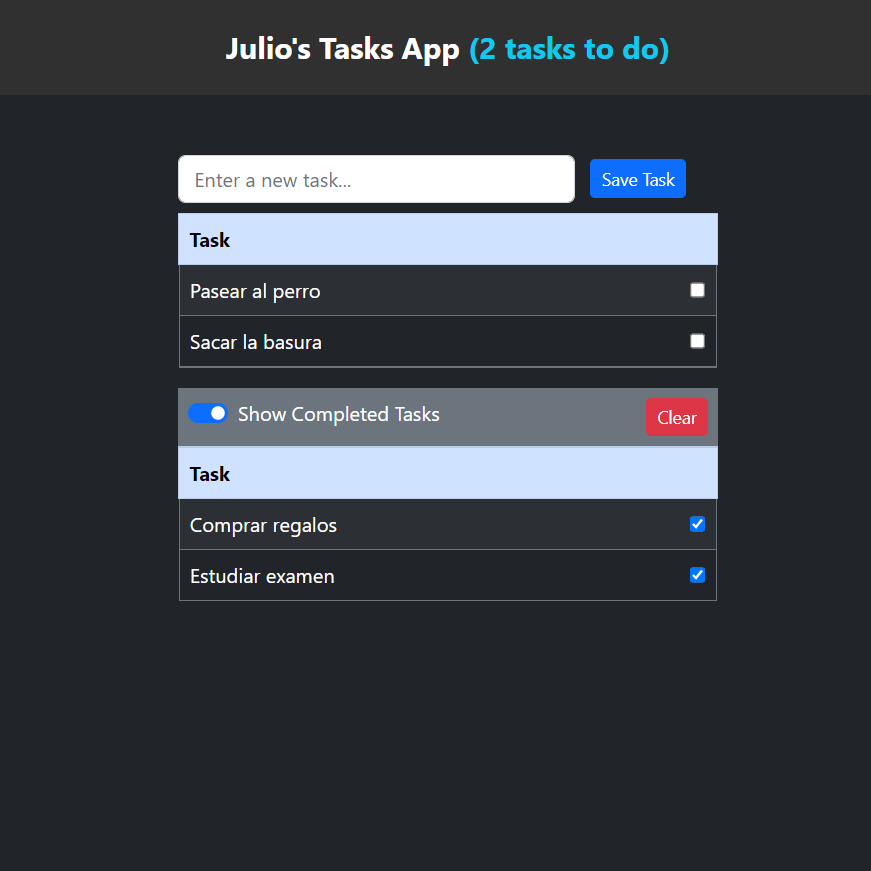 Julio's Tasks App (2 tasks to do)
Enter a new task...
Save Task
Task
Pasear al perro
Sacar la basura
Show Completed Tasks
Clear
Task
Comprar regalos
Estudiar examen